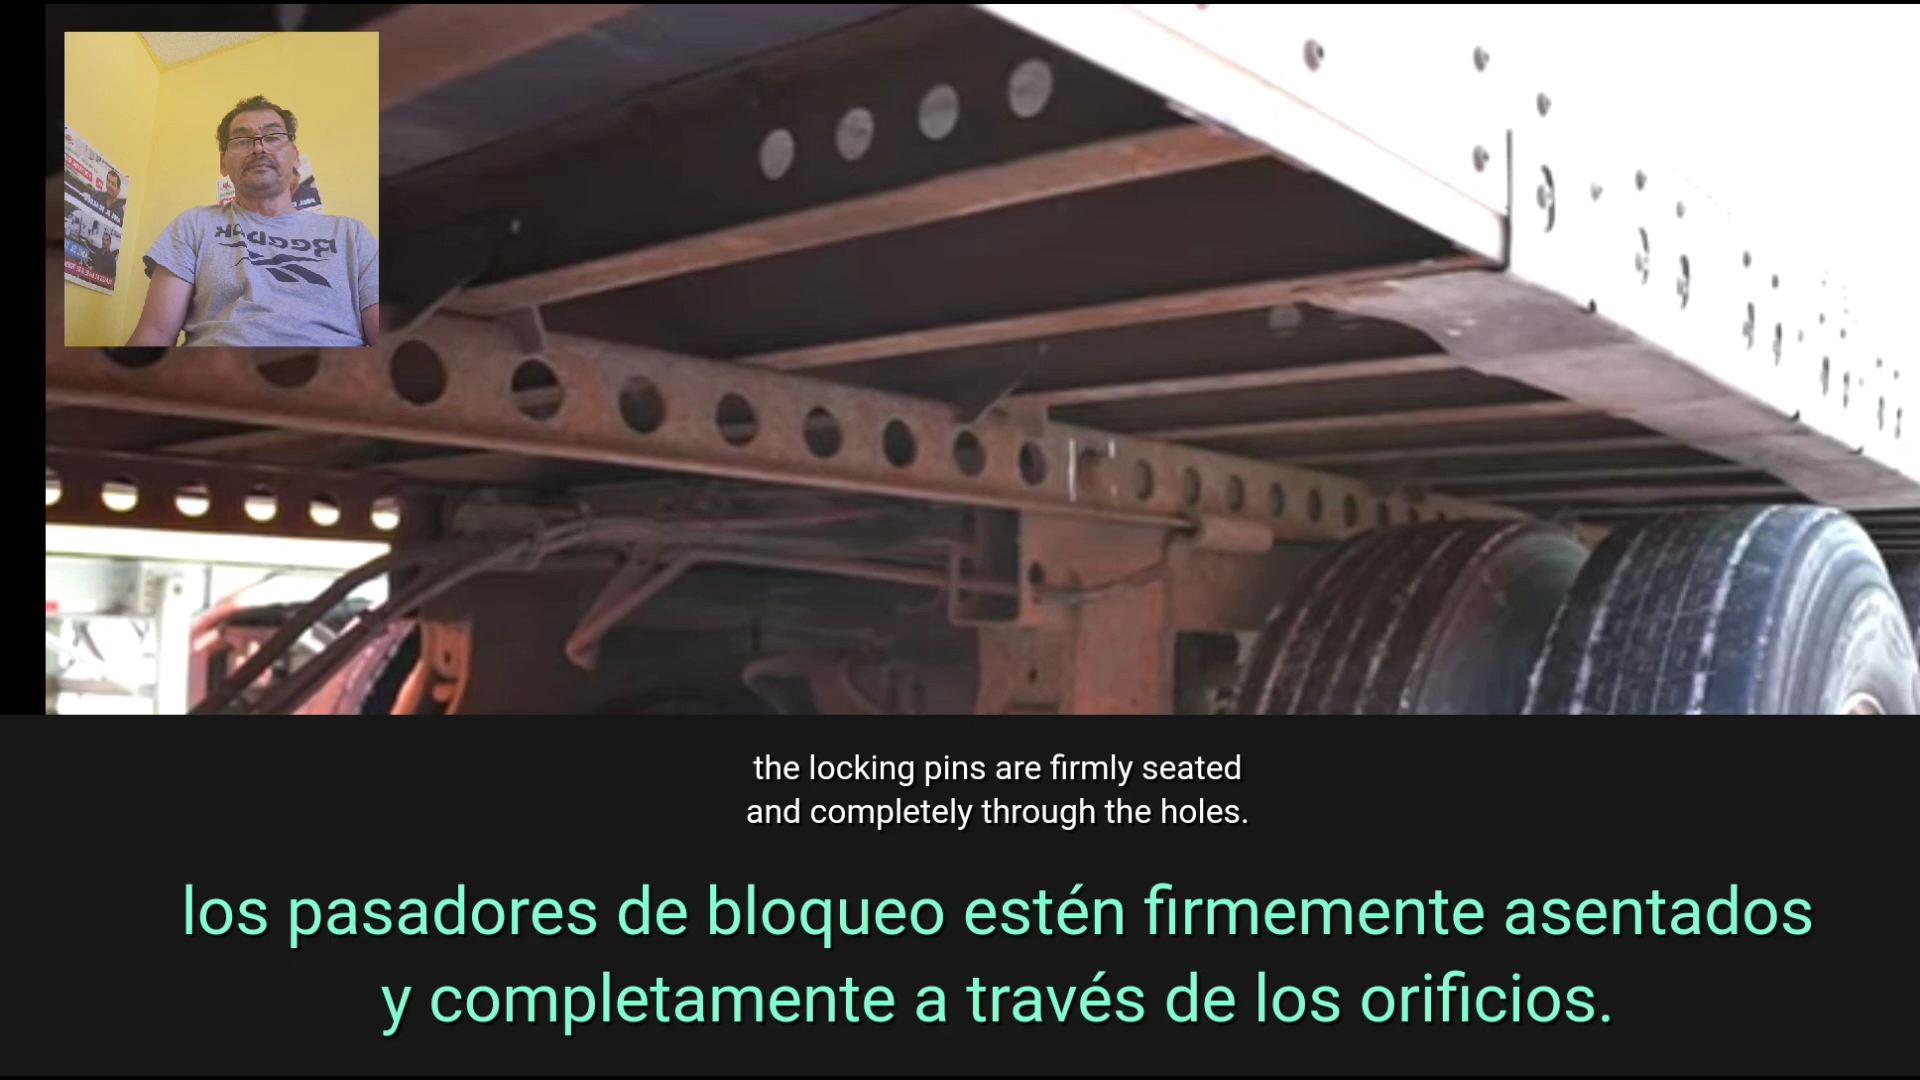 the locking pins are firmly seated
and completely through the holes.
los pasadores de bloqueo estén firmemente asentados
y completamente a través de los orificios.